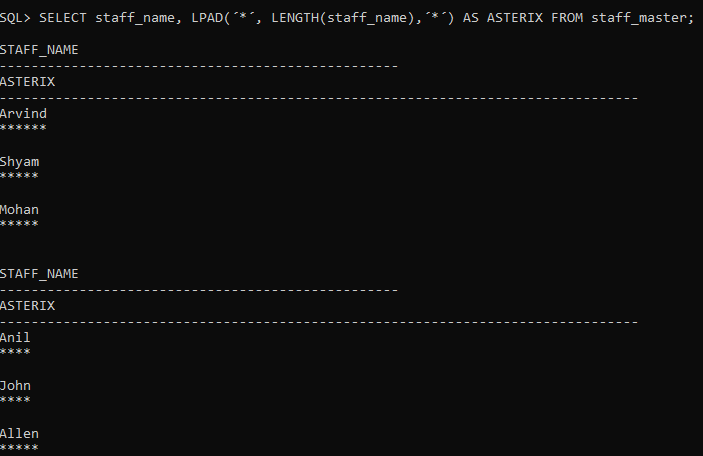 SQL> SELECT staff_name, LPAD(´*´, LENGTH(staff_name),´*´) AS ASTERIX FROM staff_master;
STAFF_NAME
--------------------------------------------------
ASTERIX
--------------------------------------------------------------------------------
Arvind
******
Shyam
*****
Mohan
*****
STAFF_NAME
--------------------------------------------------
ASTERIX
--------------------------------------------------------------------------------
Anil
****
John
****
Allen
*****